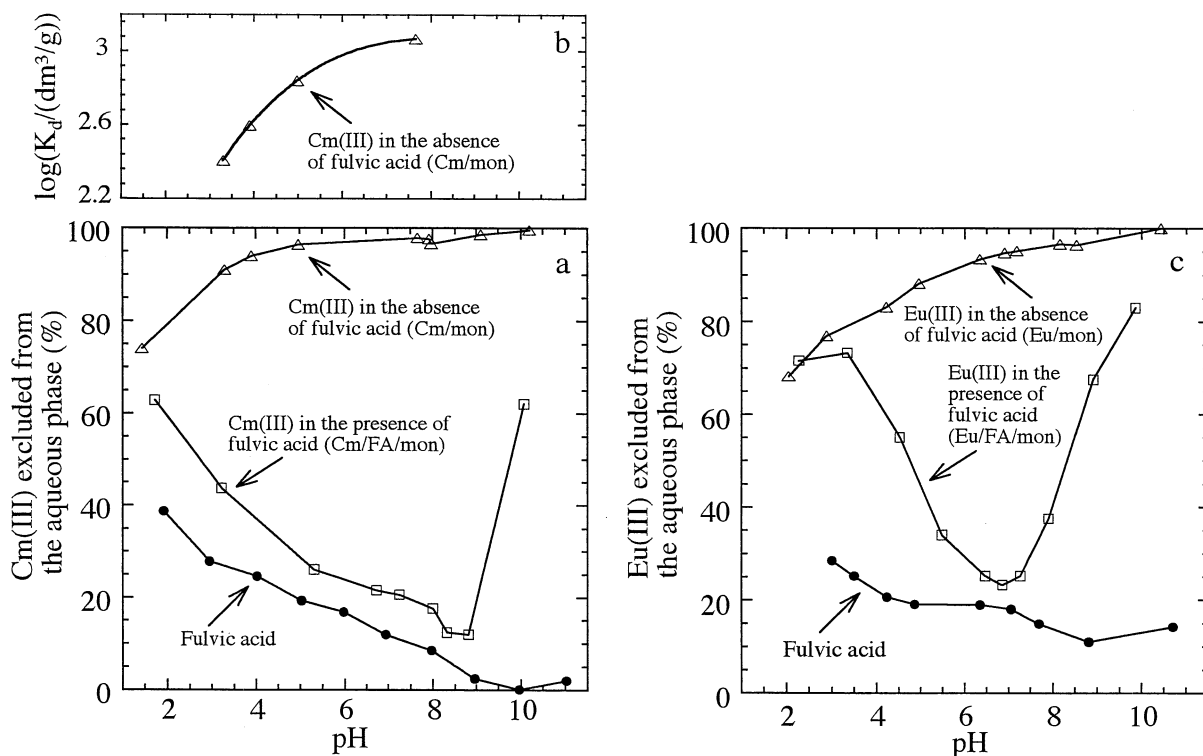 b
log(Kd/(dm³/g)
3
2.6
2.2
Cm(III) in the absence
of fulvic acid (Cm/mon)
a
Cm(III) excluded from
the aqueous phase (%)
100
80
60
40
20
0
Cm(III) in the absence
of fulvic acid (Cm/mon)
Cm(III) in the presence of
fulvic acid (Cm/FA/mon)
Fulvic acid
2 4 6 8 10
pH
c
Eu(III) excluded from
the aqueous phase (%)
100
80
60
40
20
0
Eu(III) in the absence
of fulvic acid (Eu/mon)
Eu(III) in the
presence of
fulvic acid
(Eu/FA/mon)
Fulvic acid
2 4 6 8 10
pH